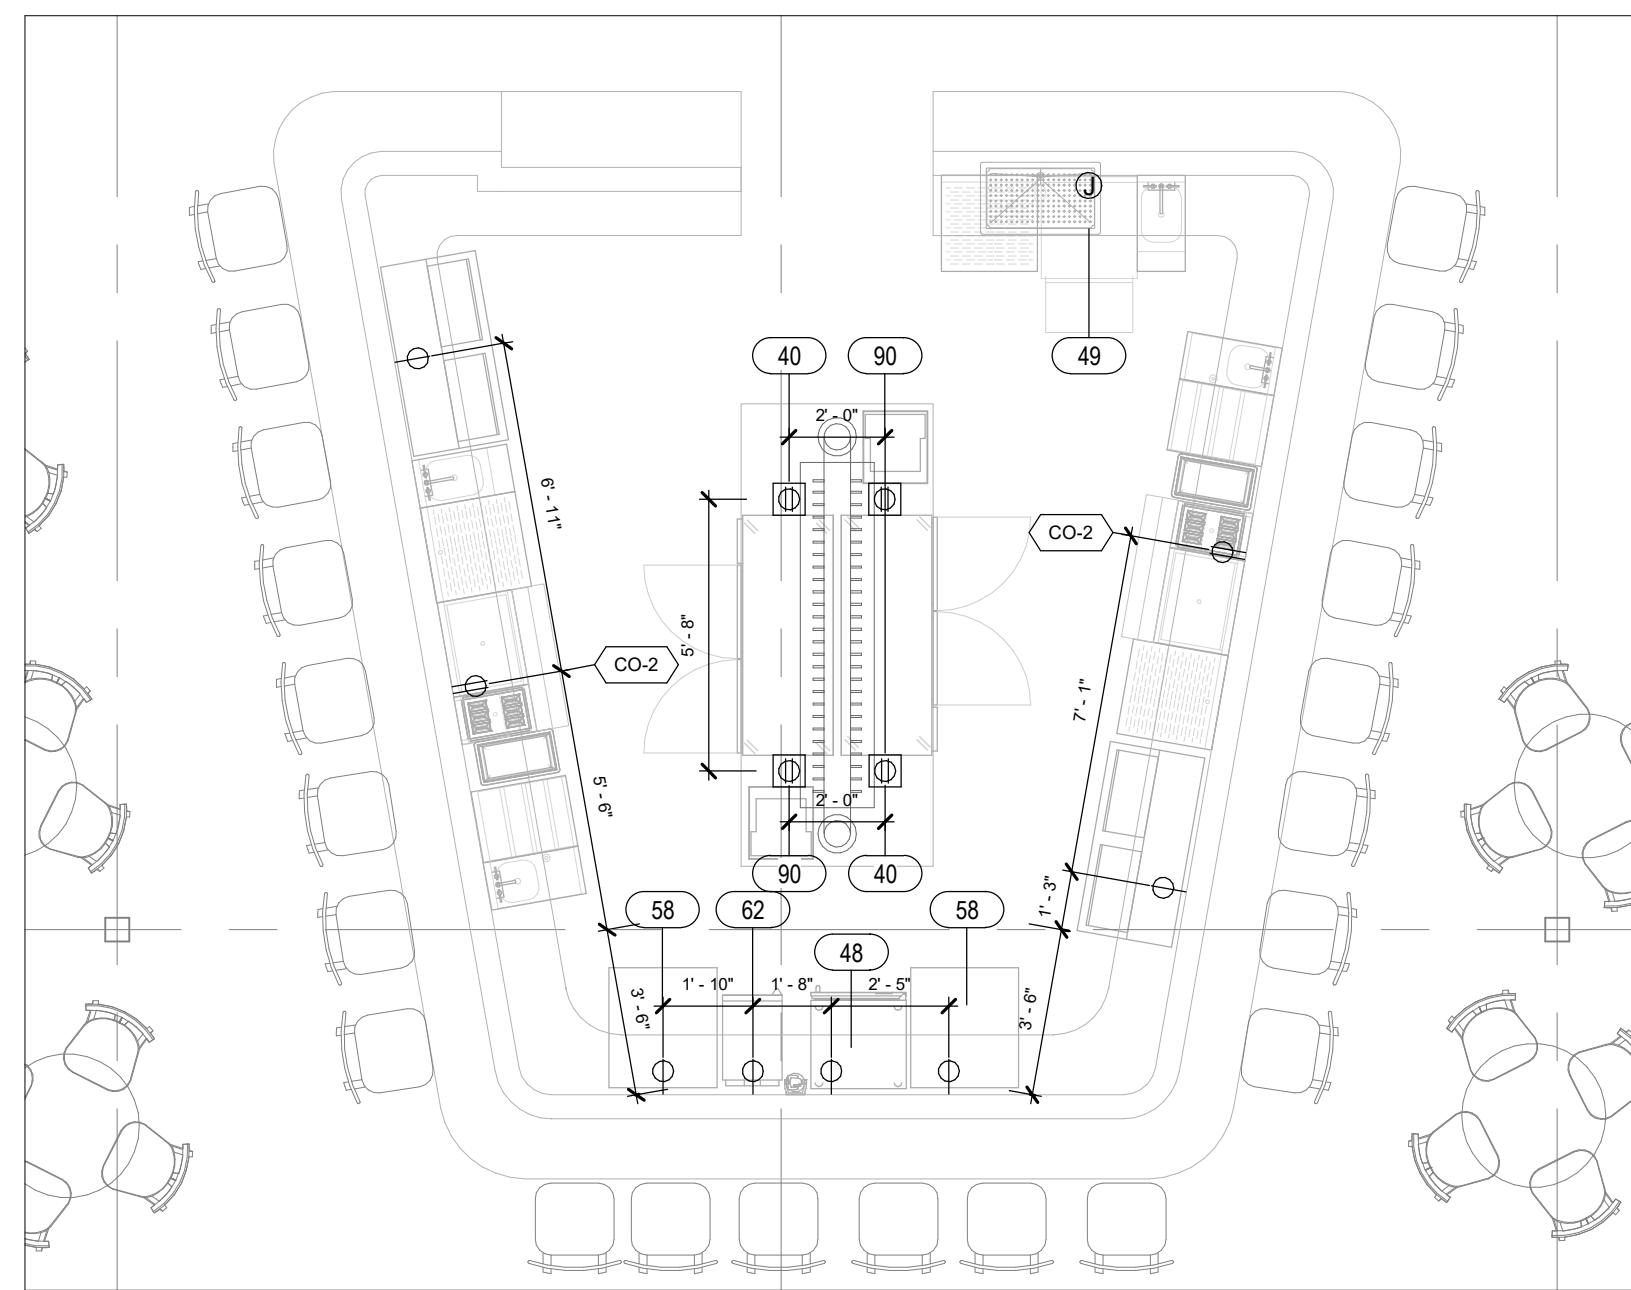 J
40
90
49
2' - 0"
6' - 11"
CO-2
5' - 8"
CO-2
7' - 1"
5' - 6"
2' - 0"
90
40
1' - 3"
58
62
58
48
1' - 10"
1' - 8"
2' - 5"
3' - 6"
3' - 6"